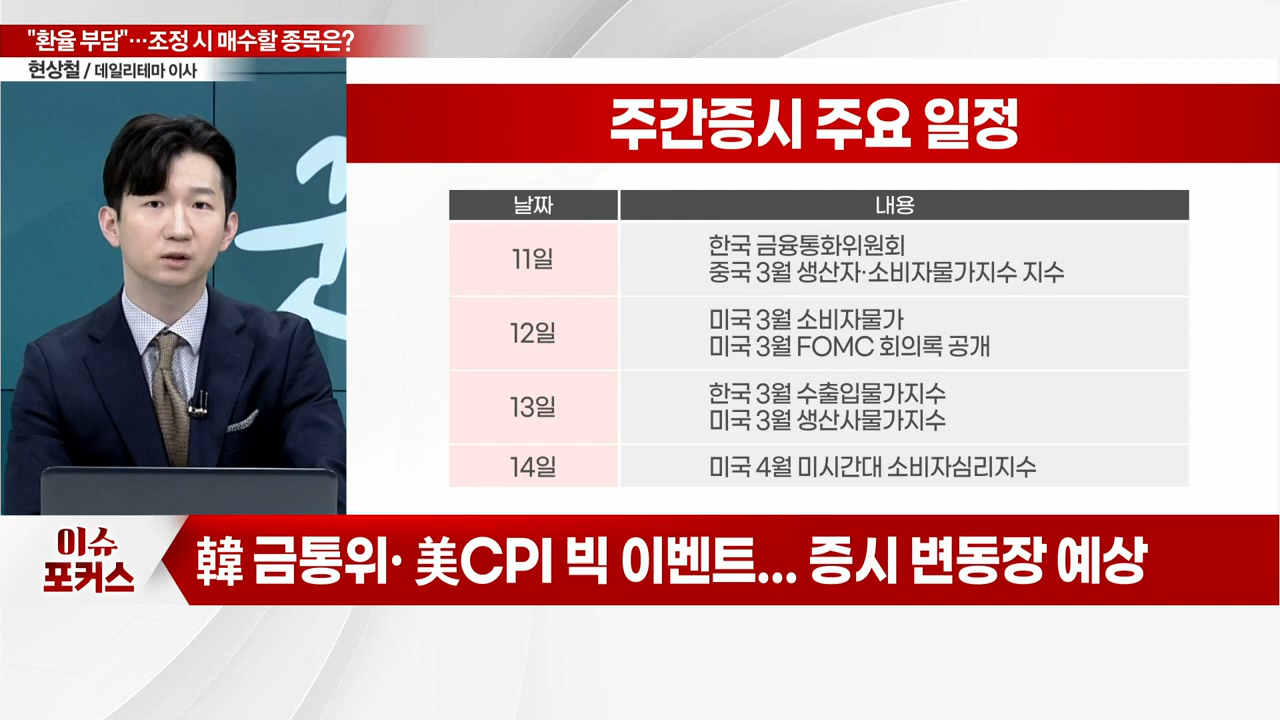 "환율 부담"…조정 시 매수할 종목은?
현상철 / 데일리테마 이사
주간증시 주요 일정
날짜 내용
11일
한국 금융통화위원회
중국 3월 생산자·소비자물가지수 지수
12일
미국 3월 소비자물가
미국 3월 FOMC 회의록 공개
13일
한국 3월 수출입물가지수
미국 3월 생산사물가지수
14일
미국 4월 미시간대 소비자심리지수
이슈
포커스
韓 금통위· 美CPI 빅 이벤트... 증시 변동장 예상